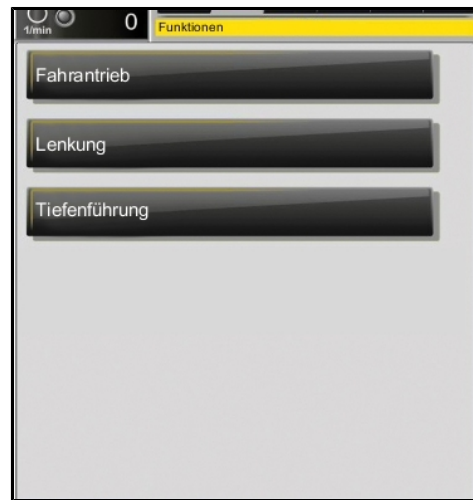 1/min
0
Funktionen
Fahrantrieb
Lenkung
Tiefenführung